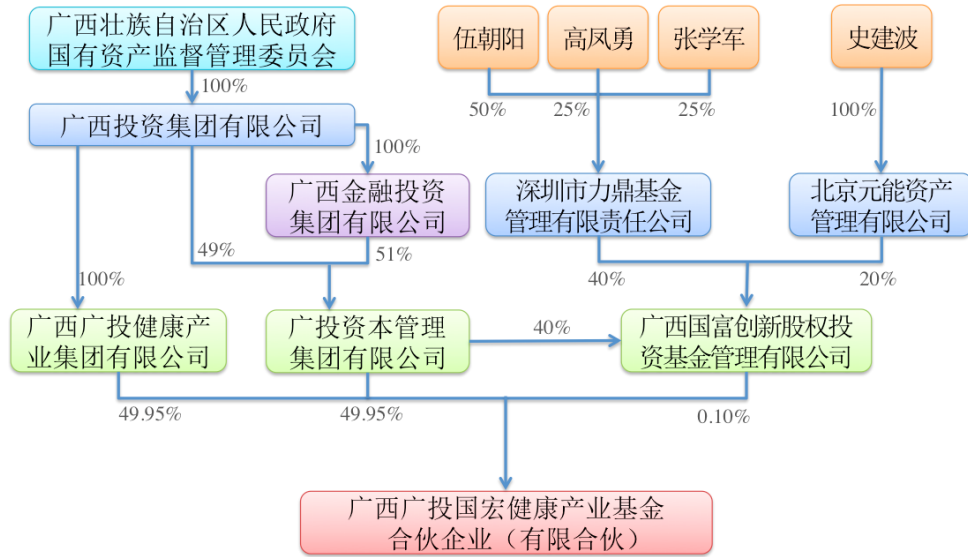 广西壮族自治区人民政府
国有资产监督管理委员会
伍朝阳
高凤勇
张学军
史建波
100%
50%
25%
25%
100%
广西投资集团有限公司
100%
广西金融投资
集团有限公司
深圳市力鼎基金
管理有限责任公司
北京元能资产
管理有限公司
49%
51%
100%
40%
20%
广西广投健康产
业集团有限公司
广投资本管理
集团有限公司
40%
广西国富创新股权投
资基金管理有限公司
49.95%
49.95%
0.10%
广西广投国宏健康产业基金
合伙企业（有限合伙）